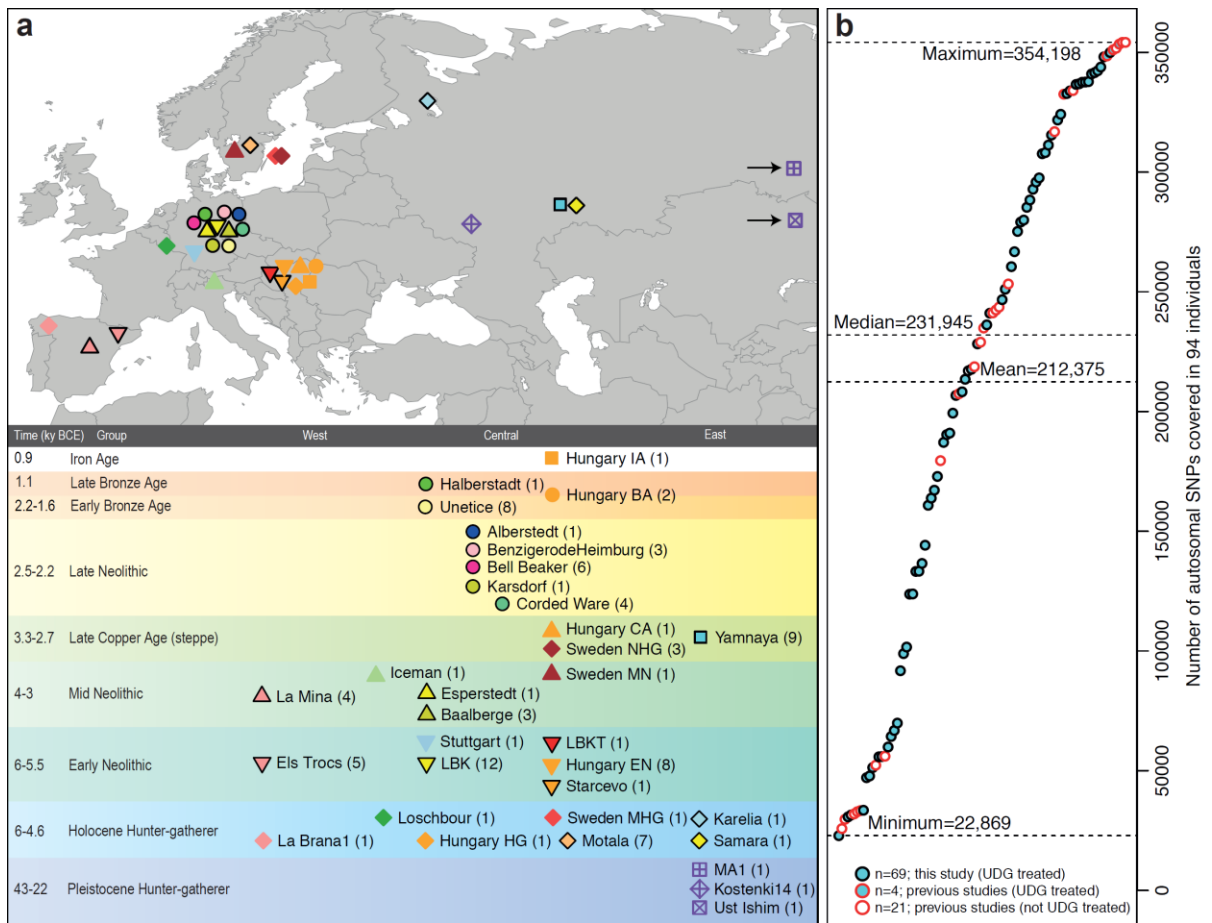 a
Time (ky BCE) Group West Central East
0.9 Iron Age Hungary IA (1)
1.1 Late Bronze Age Halberstadt (1)
Hungary BA (2)
2.2-1.6 Early Bronze Age Unetice (8)
Alberstedt (1)
BenzigerodeHeimburg (3)
2.5-2.2 Late Neolithic Bell Beaker (6)
Karsdorf (1)
Corded Ware (4)
Hungary CA (1)
3.3-2.7 Late Copper Age (steppe) Yamnaya (9)
Sweden NHG (3)
Iceman (1) Sweden MN (1)
4-3 Mid Neolithic La Mina (4) Esperstedt (1)
Baalberge (3)
Stuttgart (1) LBKT (1)
6-5.5 Early Neolithic Els Trocs (5) LBK (12) Hungary EN (8)
Starcevo (1)
Loschbour (1) Sweden MHG (1) Karelia (1)
6-4.6 Holocene Hunter-gatherer
La Brana1 (1) Hungary HG (1) Motala (7) Samara (1)
MA1 (1)
43-22 Pleistocene Hunter-gatherer Kostenki14 (1)
Ust Ishim (1)
b
Maximum=354,198
Median=231,945
Mean=212,375
Minimum=22,869
n=69; this study (UDG treated)
n=4; previous studies (UDG treated)
n=21; previous studies (not UDG treated)
350000
300000
250000
200000
150000
100000
50000
0
Number of autosomal SNPs covered in 94 individuals